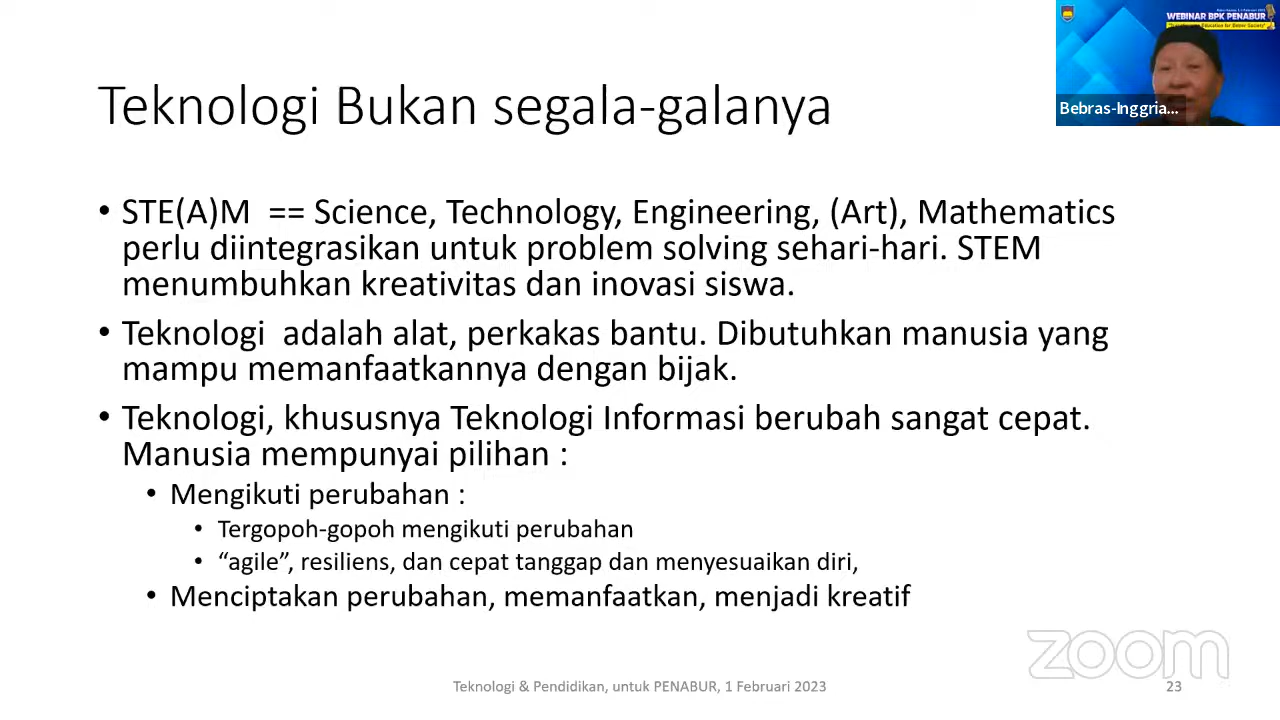 WEBINAR BPK PENABUR
Bebras-Inggria...
Teknologi Bukan segala-galanya
• STE(A)M == Science, Technology, Engineering, (Art), Mathematics
perlu diintegrasikan untuk problem solving sehari-hari. STEM
menumbuhkan kreativitas dan inovasi siswa.
• Teknologi adalah alat, perkakas bantu. Dibutuhkan manusia yang
mampu memanfaatkannya dengan bijak.
• Teknologi, khususnya Teknologi Informasi berubah sangat cepat.
Manusia mempunyai pilihan :
• Mengikuti perubahan :
• Tergopoh-gopoh mengikuti perubahan
• “agile”, resiliens, dan cepat tanggap dan menyesuaikan diri,
• Menciptakan perubahan, memanfaatkan, menjadi kreatif
zoom
Teknologi & Pendidikan, untuk PENABUR, 1 Februari 2023
23